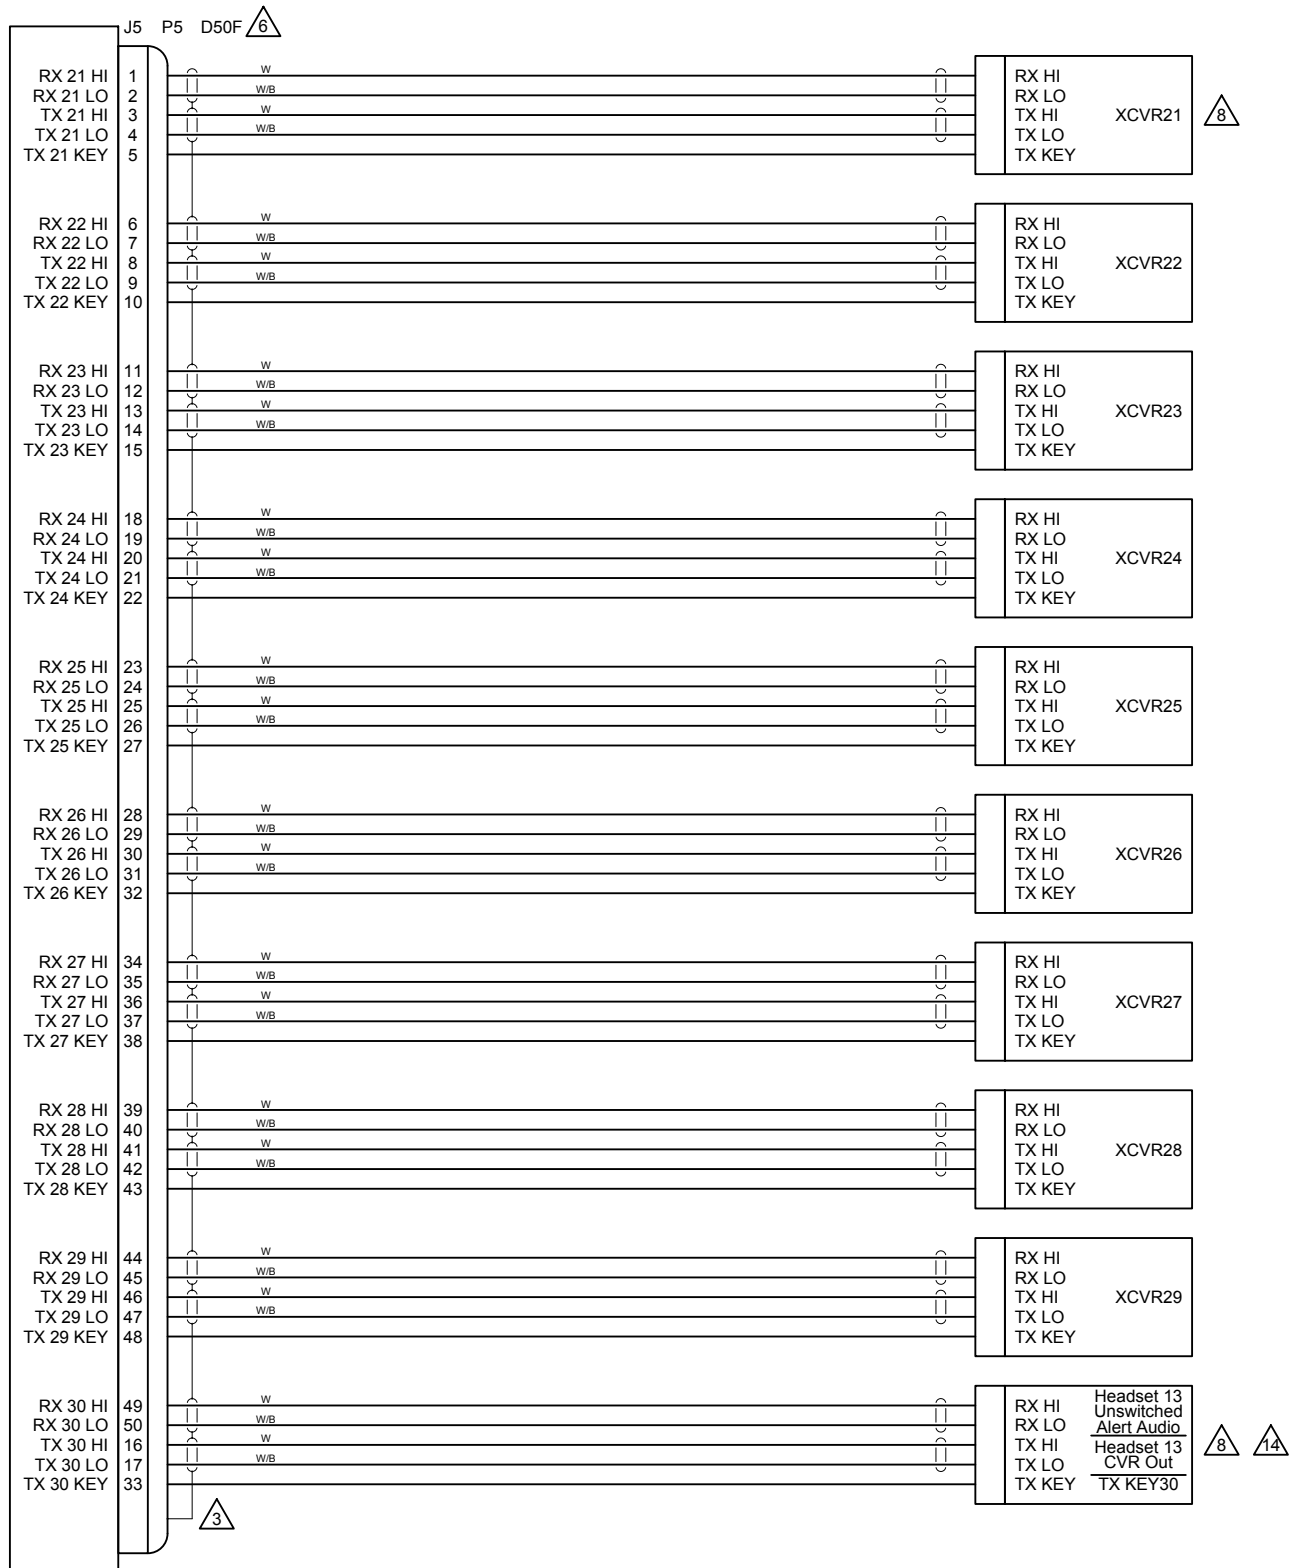 J5 P5 D50F 6
RX 21 HI 1 W RX HI
RX 21 LO 2 W/B RX LO
TX 21 HI 3 W TX HI XCVR21 8
TX 21 LO 4 W/B TX LO
TX 21 KEY 5 TX KEY
RX 22 HI 6 W RX HI
RX 22 LO 7 W/B RX LO
TX 22 HI 8 W TX HI XCVR22
TX 22 LO 9 W/B TX LO
TX 22 KEY 10 TX KEY
RX 23 HI 11 W RX HI
RX 23 LO 12 W/B RX LO
TX 23 HI 13 W TX HI XCVR23
TX 23 LO 14 W/B TX LO
TX 23 KEY 15 TX KEY
RX 24 HI 18 W RX HI
RX 24 LO 19 W/B RX LO
TX 24 HI 20 W TX HI XCVR24
TX 24 LO 21 W/B TX LO
TX 24 KEY 22 TX KEY
RX 25 HI 23 W RX HI
RX 25 LO 24 W/B RX LO
TX 25 HI 25 W TX HI XCVR25
TX 25 LO 26 W/B TX LO
TX 25 KEY 27 TX KEY
RX 26 HI 28 W RX HI
RX 26 LO 29 W/B RX LO
TX 26 HI 30 W TX HI XCVR26
TX 26 LO 31 W/B TX LO
TX 26 KEY 32 TX KEY
RX 27 HI 34 W RX HI
RX 27 LO 35 W/B RX LO
TX 27 HI 36 W TX HI XCVR27
TX 27 LO 37 W/B TX LO
TX 27 KEY 38 TX KEY
RX 28 HI 39 W RX HI
RX 28 LO 40 W/B RX LO
TX 28 HI 41 W TX HI XCVR28
TX 28 LO 42 W/B TX LO
TX 28 KEY 43 TX KEY
RX 29 HI 44 W RX HI
RX 29 LO 45 W/B RX LO
TX 29 HI 46 W TX HI XCVR29
TX 29 LO 47 W/B TX LO
TX 29 KEY 48 TX KEY
Headset 13
RX 30 HI 49 W RX HI Unswitched
RX 30 LO 50 W/B RX LO Alert Audio
TX 30 HI 16 W TX HI Headset 13 8 14
TX 30 LO 17 W/B TX LO CVR Out
TX 30 KEY 33 TX KEY TX KEY30
3